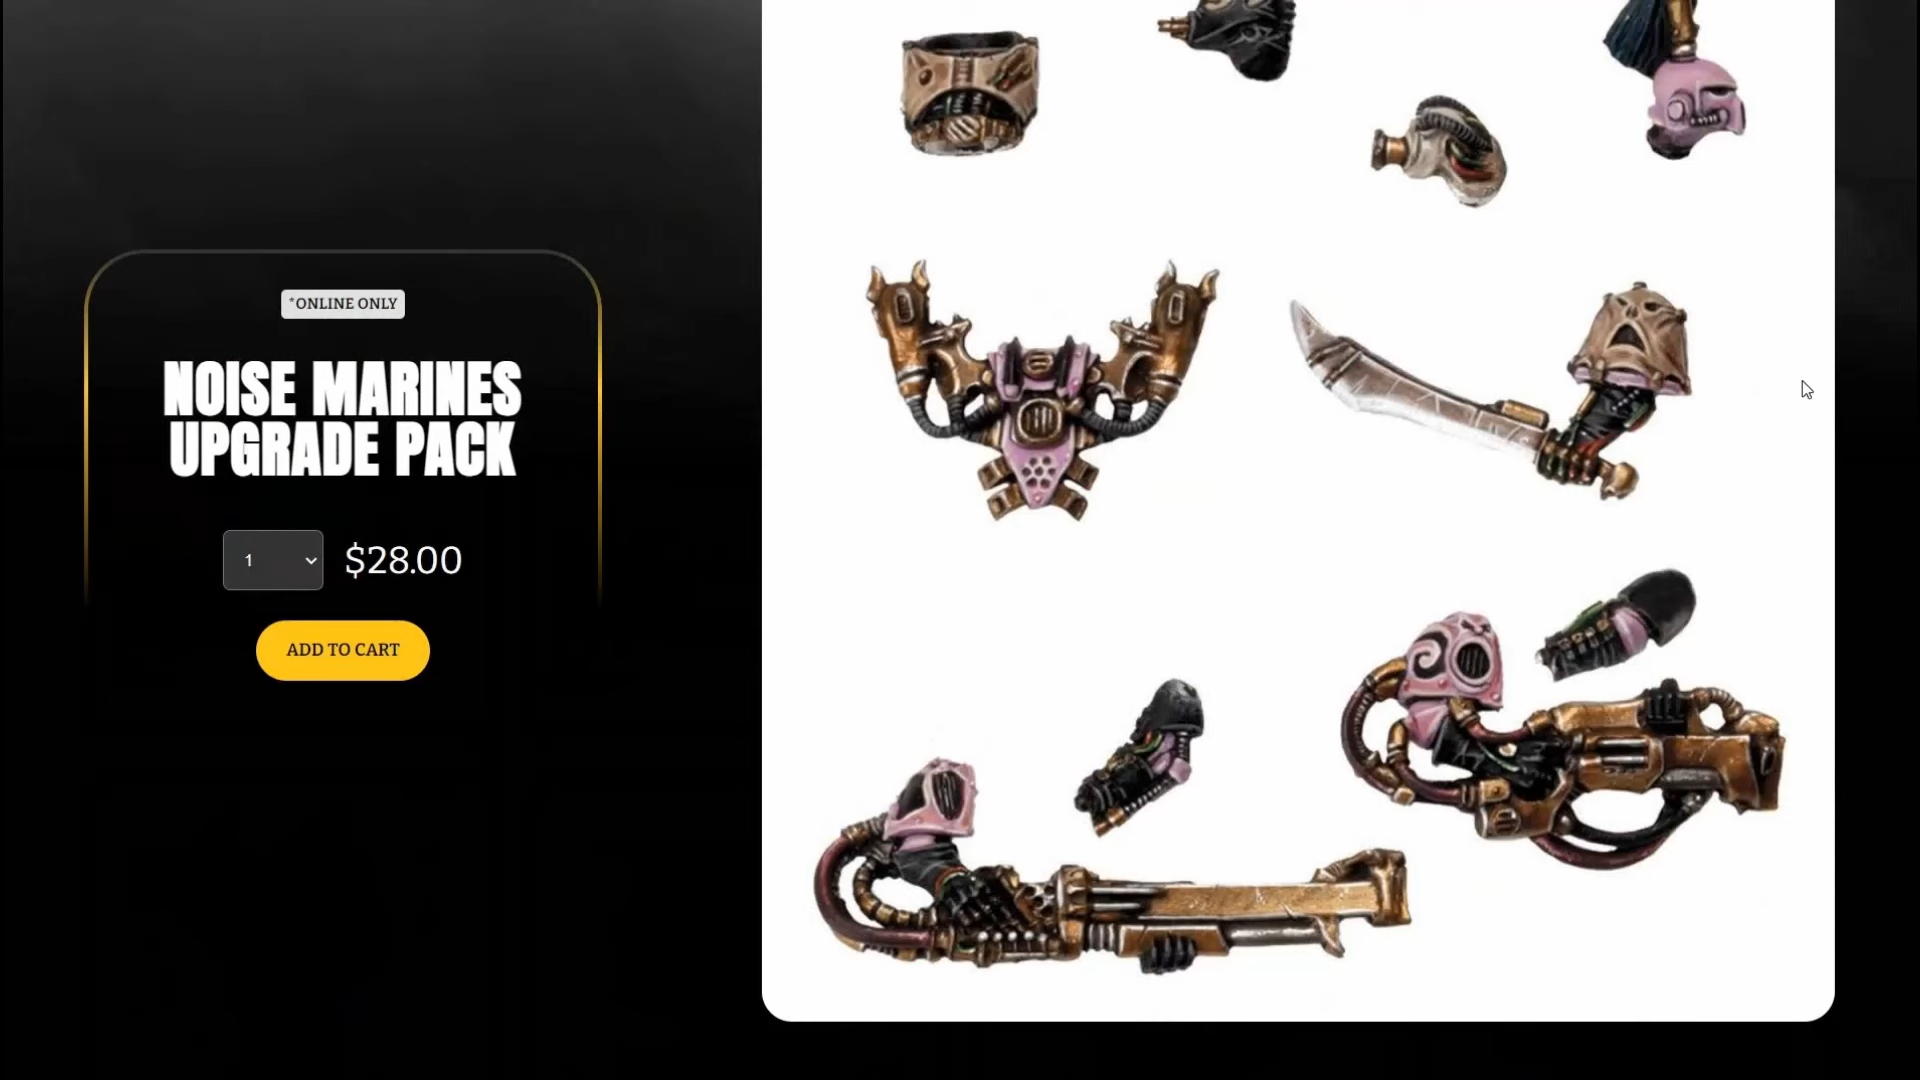 *ONLINE ONLY
NOISE MARINES
UPGRADE PACK
1
$28.00
ADD TO CART